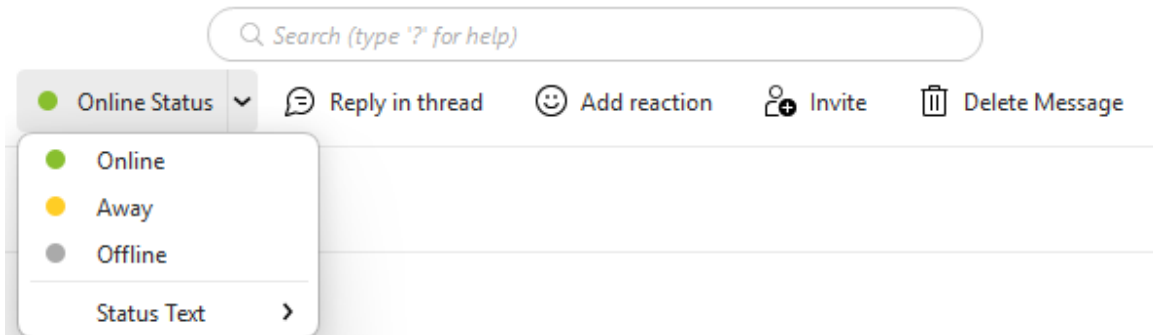 Search (type '?' for help)
Online Status Reply in thread Add reaction Invite Delete Message
Online
Away
Offline
Status Text